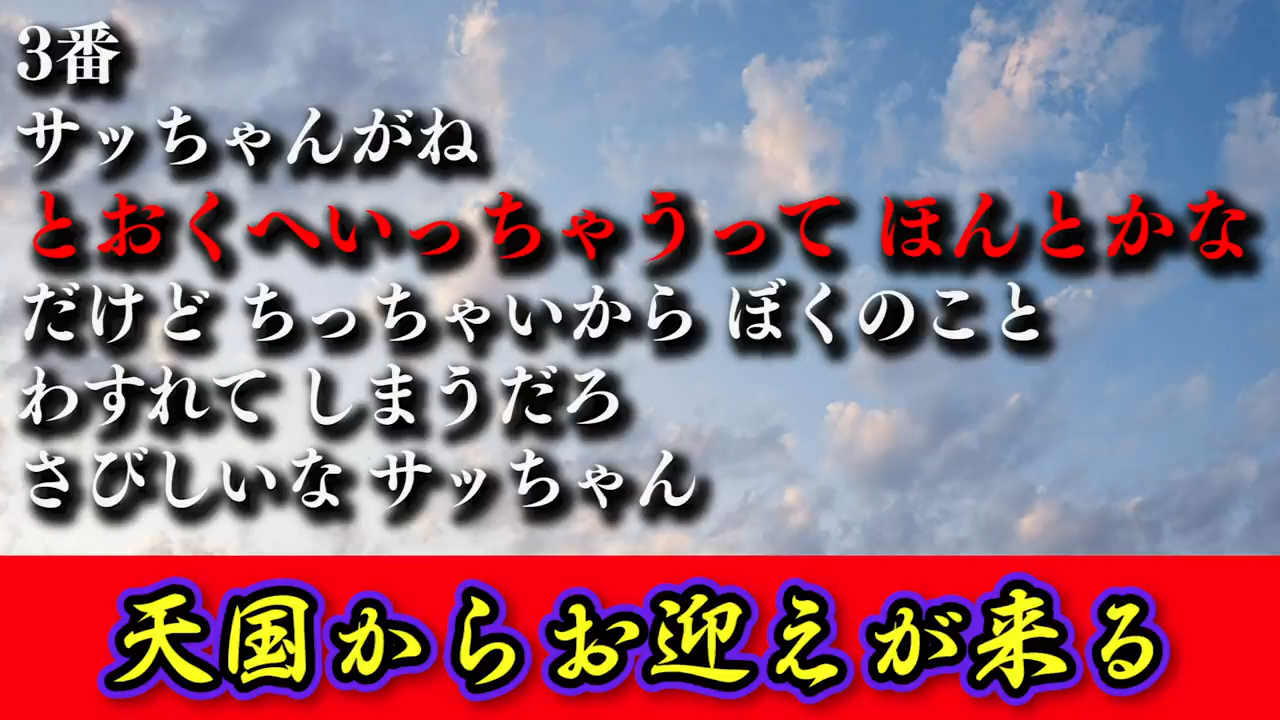 3番
サッちゃんがね
とおくへいっちゃうって ほんとかな
だけど ちっちゃいから ぼくのこと
わすれて しまうだろ
さびしいな サッちゃん
天国からお迎えが来る